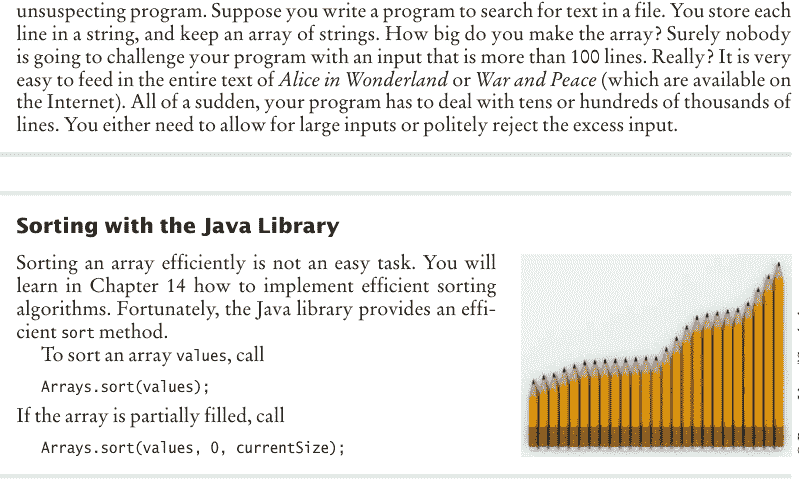 unsuspecting program. Suppose you write a program to search for text in a file. You store each
line in a string, and keep an array of strings. How big do you make the array? Surely nobody
is going to challenge your program with an input that is more than 100 lines. Really? It is very
easy to feed in the entire text of Alice in Wonderland or War and Peace (which are available on
the Internet). All of a sudden, your program has to deal with tens or hundreds of thousands of
lines. You either need to allow for large inputs or politely reject the excess input.
Sorting with the Java Library
Sorting an array efficiently is not an easy task. You will
learn in Chapter 14 how to implement efficient sorting
algorithms. Fortunately, the Java library provides an effi-
cient sort method.
To sort an array values, call
Arrays.sort(values);
If the array is partially filled, call
Arrays.sort(values, 0, currentSize);